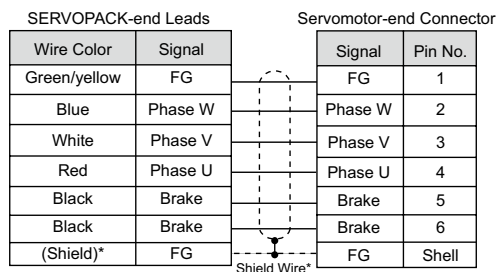 SERVOPACK-end Leads Servomotor-end Connector
Wire Color Signal Signal Pin No.
Green/yellow FG FG 1
Blue Phase W Phase W 2
White Phase V Phase V 3
Red Phase U Phase U 4
Black Brake Brake 5
Black Brake Brake 6
(Shield)* FG FG Shell
Shield Wire*